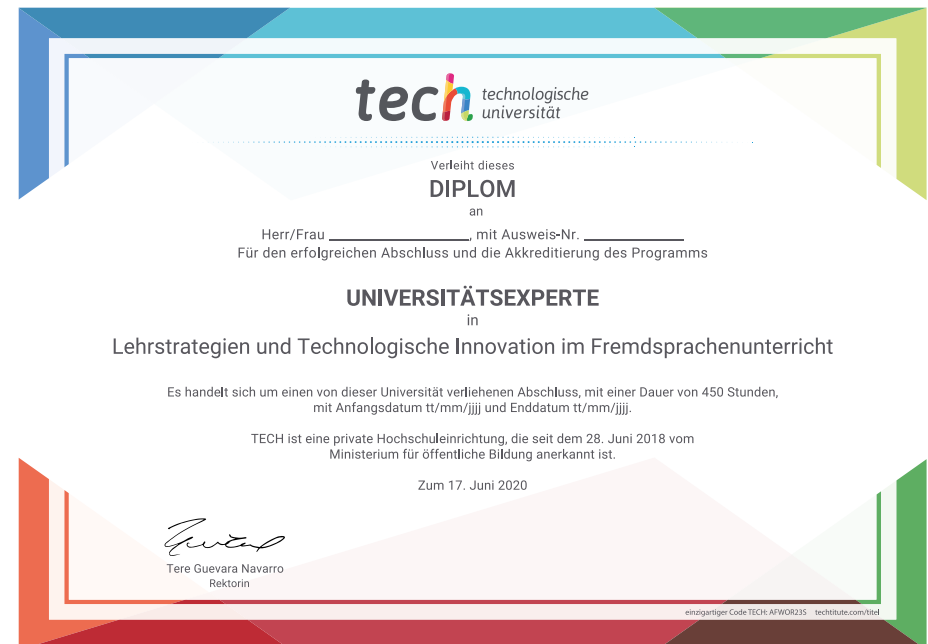 tech technologische
universität
Verleiht dieses
DIPLOM
an
Herr/Frau ____________, mit Ausweis-Nr. ____________
Für den erfolgreichen Abschluss und die Akkreditierung des Programms
UNIVERSITÄTSEXPERTE
in
Lehrstrategien und Technologische Innovation im Fremdsprachenunterricht
Es handelt sich um einen von dieser Universität verliehenen Abschluss, mit einer Dauer von 450 Stunden,
mit Anfangsdatum tt/mm/jjjj und Enddatum tt/mm/jjjj.
TECH ist eine private Hochschuleinrichtung, die seit dem 28. Juni 2018 vom
Ministerium für öffentliche Bildung anerkannt ist.
Zum 17. Juni 2020
Tere Guevara Navarro
Rektorin
einzigartiger Code TECH: AFWOR23S techtitute.com/titel